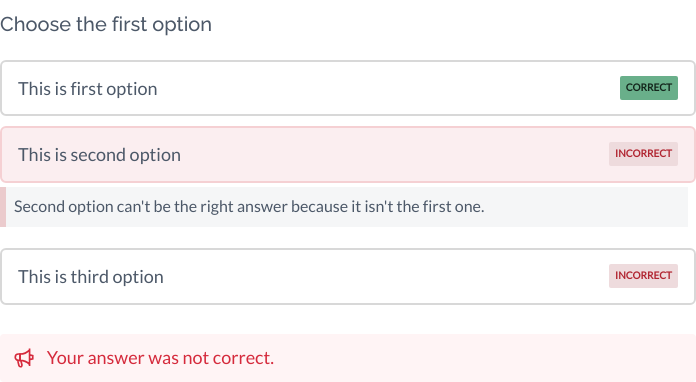 Choose the first option
This is first option CORRECT
This is second option INCORRECT
Second option can't be the right answer because it isn't the first one.
This is third option INCORRECT
Your answer was not correct.